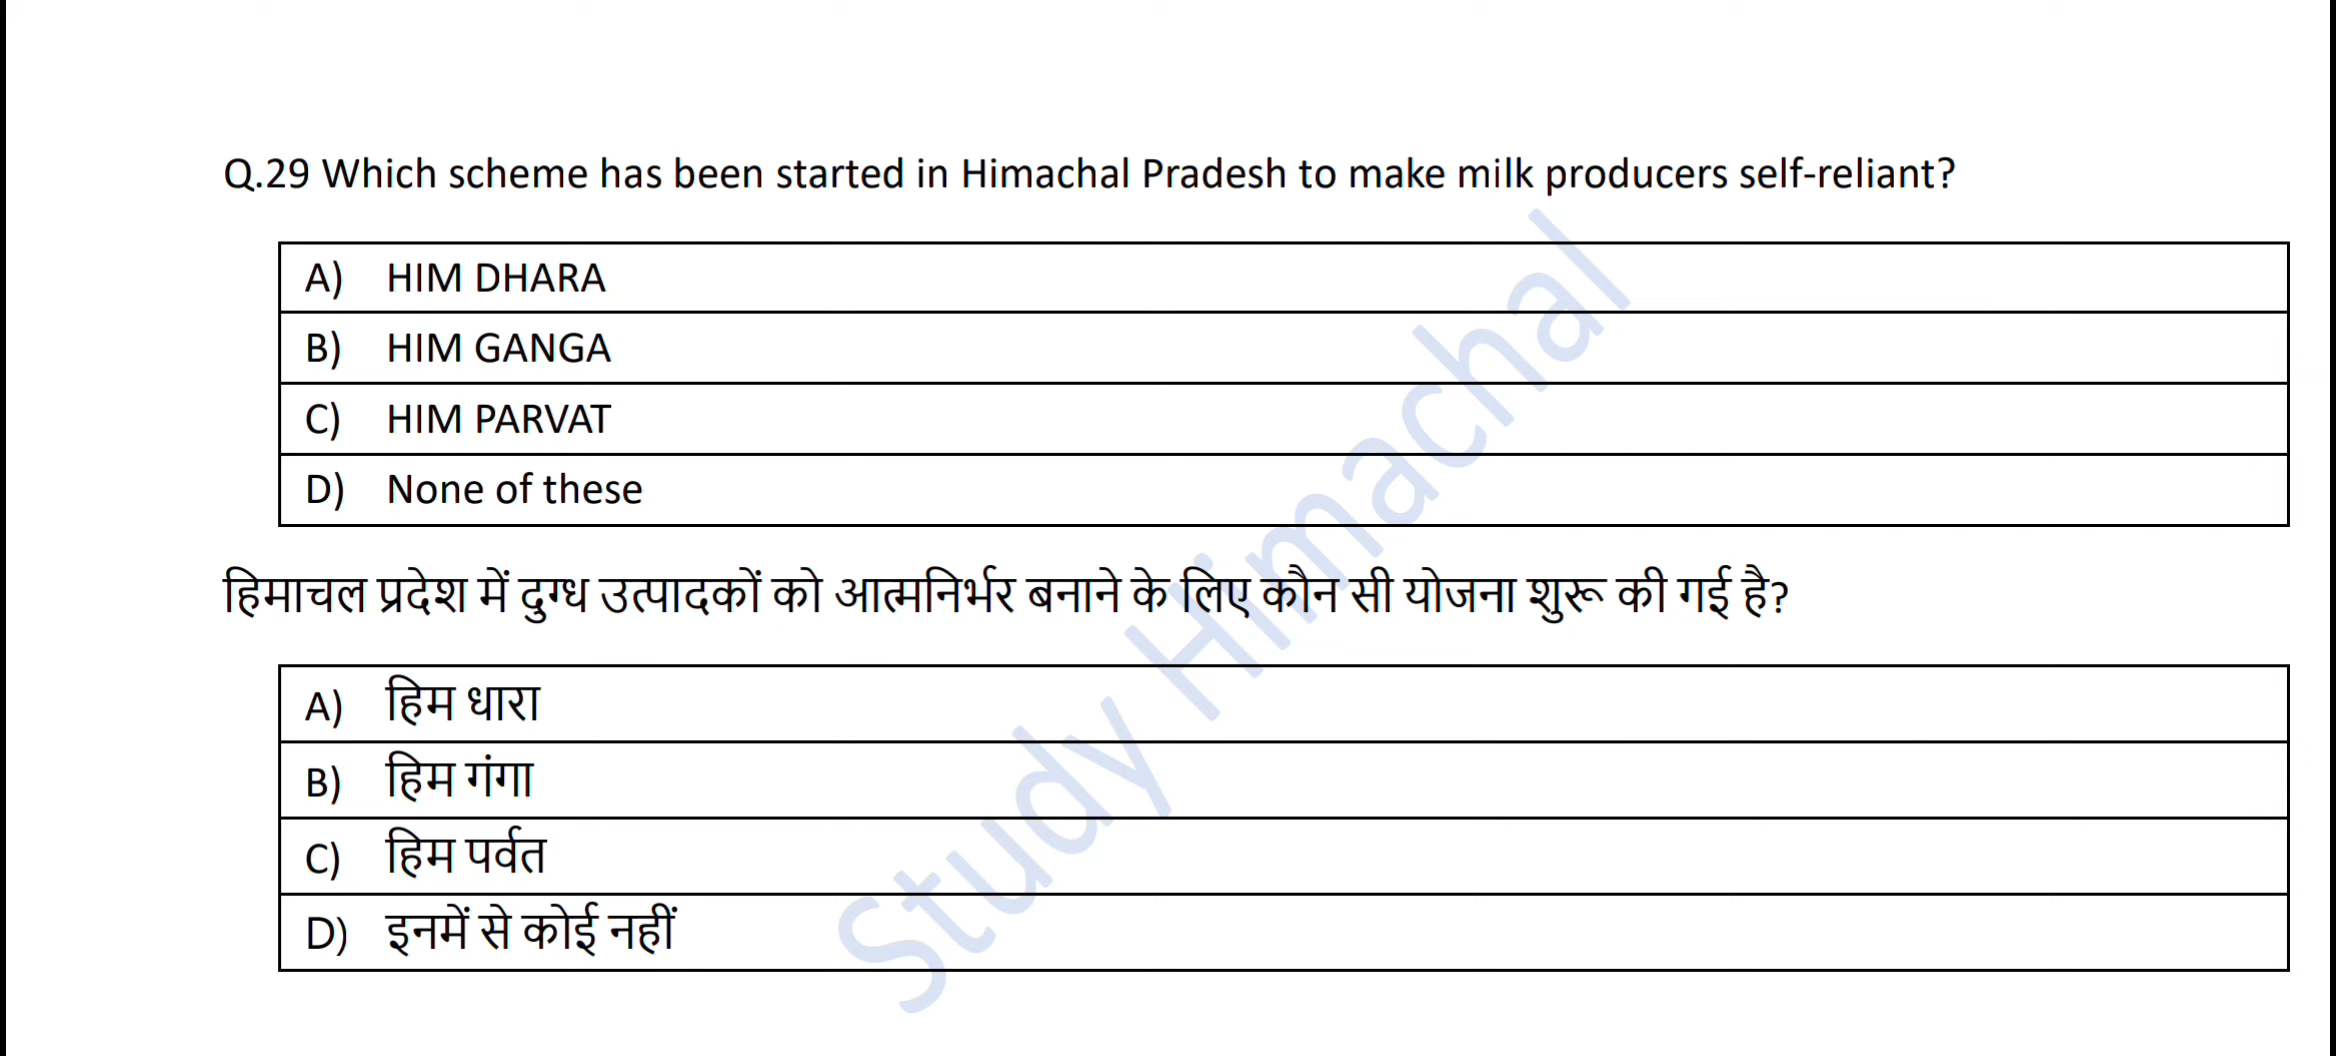 Q.29 Which scheme has been started in Himachal Pradesh to make milk producers self-reliant?
A) HIM DHARA
B) HIM GANGA
C) HIM PARVAT
D) None of these
हिमाचल प्रदेश में दुग्ध उत्पादकों को आत्मनिर्भर बनाने के लिए कौन सी योजना शुरू की गई है?
A) हिम धारा
B) हिम गंगा
C) हिम पर्वत
D) इनमें से कोई नहीं
Study Himachal